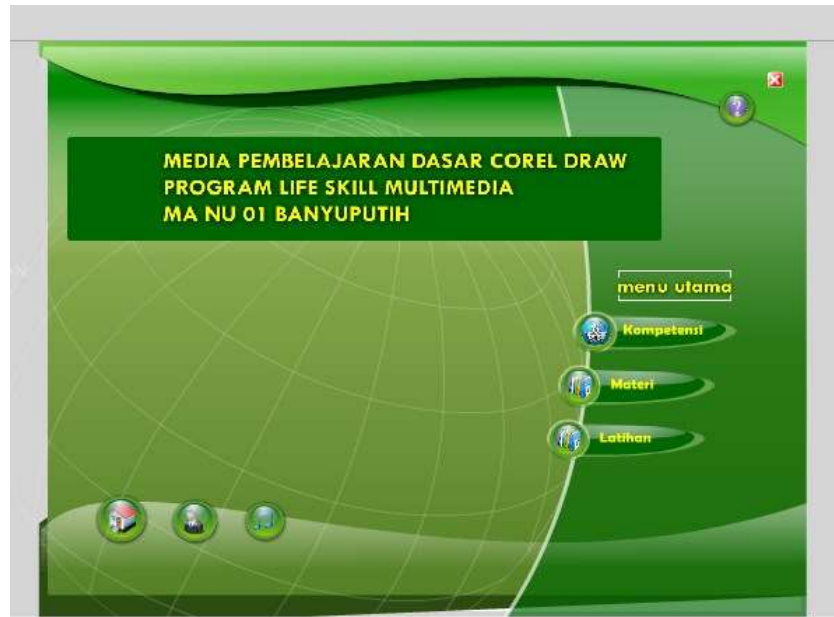 MEDIA PEMBELAJARAN DASAR COREL DRAW
PROGRAM LIFE SKILL MULTIMEDIA
MA NU 01 BANYUPUTIH
?
menu utama
Kompetensi
Materi
Latihan